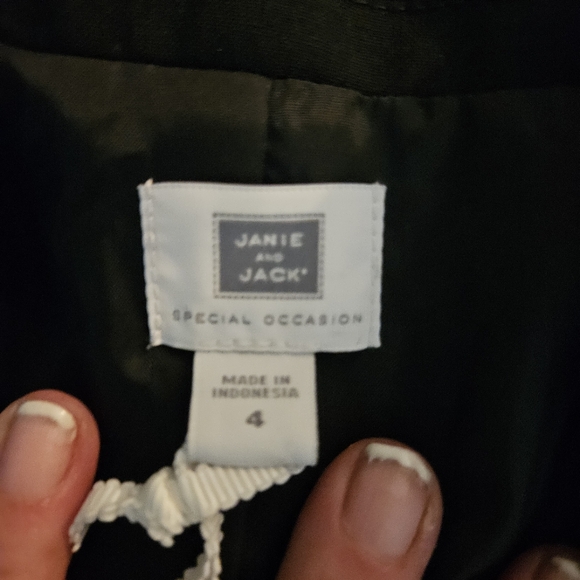 JANIE
AND
JACK®
SPECIAL OCCASION
MADE IN
INDONESIA
4